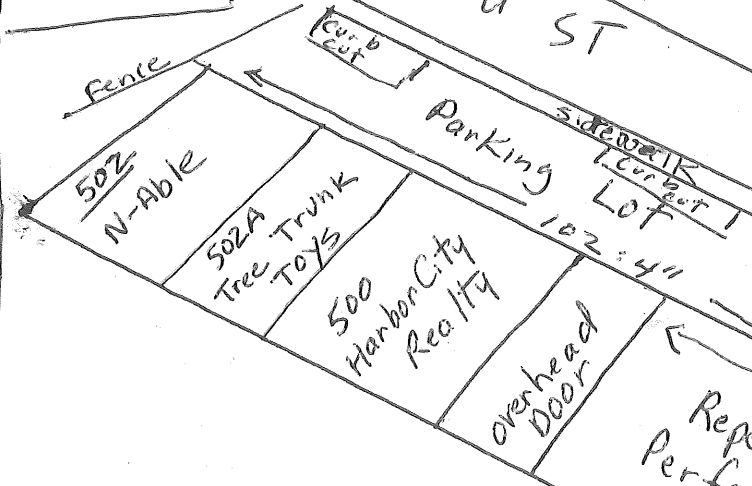 ST
curb
cut
Fence
sidewalk
Parking
curb
cut
Lot
502
N-Able
102'.4"
502A
Tree Trunk
Toys
500
HarborCity
Realty
overhead
DOOR